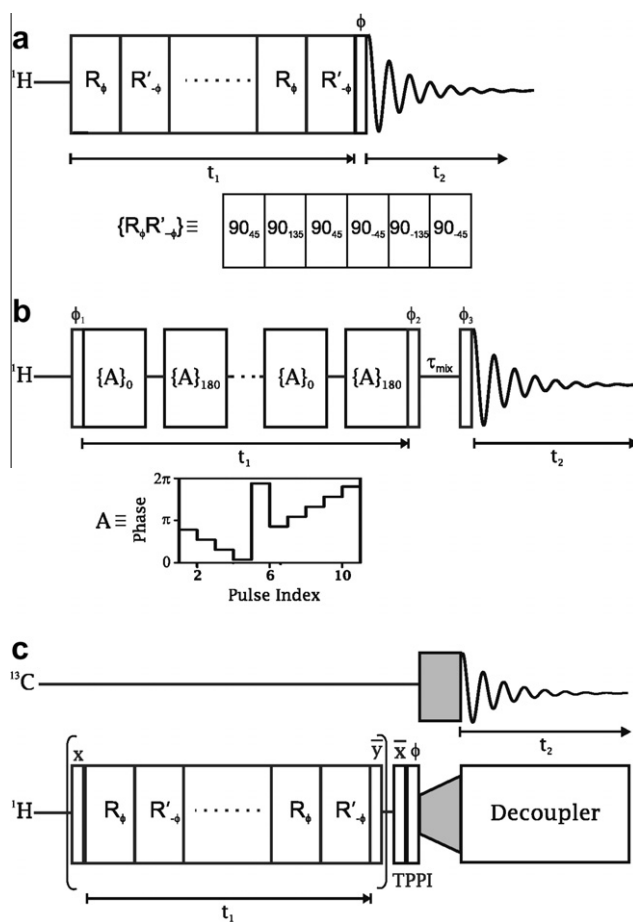 a
ϕ
¹H
R_ϕ R'_-ϕ ........ R_ϕ R'_-ϕ
t₁ t₂
{R_ϕR'_-ϕ}≡ 90₄₅ 90₁₃₅ 90₄₅ 90₋₄₅ 90₋₁₃₅ 90₋₄₅
b
ϕ₁ ϕ₂ ϕ₃
¹H {A}₀ {A}₁₈₀ {A}₀ {A}₁₈₀ τ_mix
t₁ t₂
A ≡ Phase
2π
π
0
2 6 10
Pulse Index
c
¹³C
t₂
x y̅ x̅ ϕ
¹H R_ϕ R'_-ϕ ........ R_ϕ R'_-ϕ Decoupler
TPPI
t₁